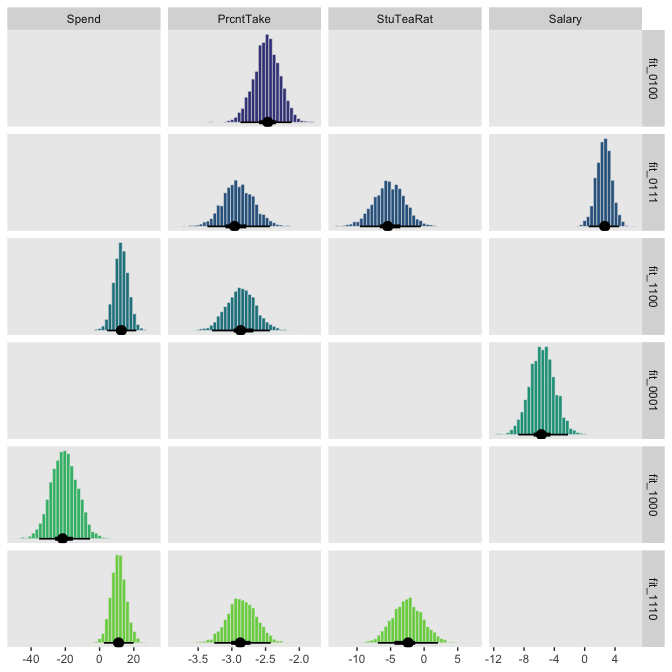 Spend PrcntTake StuTeaRat Salary
fit_0100
fit_0111
fit_1100
fit_0001
fit_1000
fit_1110
-40 -20 0 20 -3.5 -3.0 -2.5 -2.0 -10 -5 0 5 -12 -8 -4 0 4